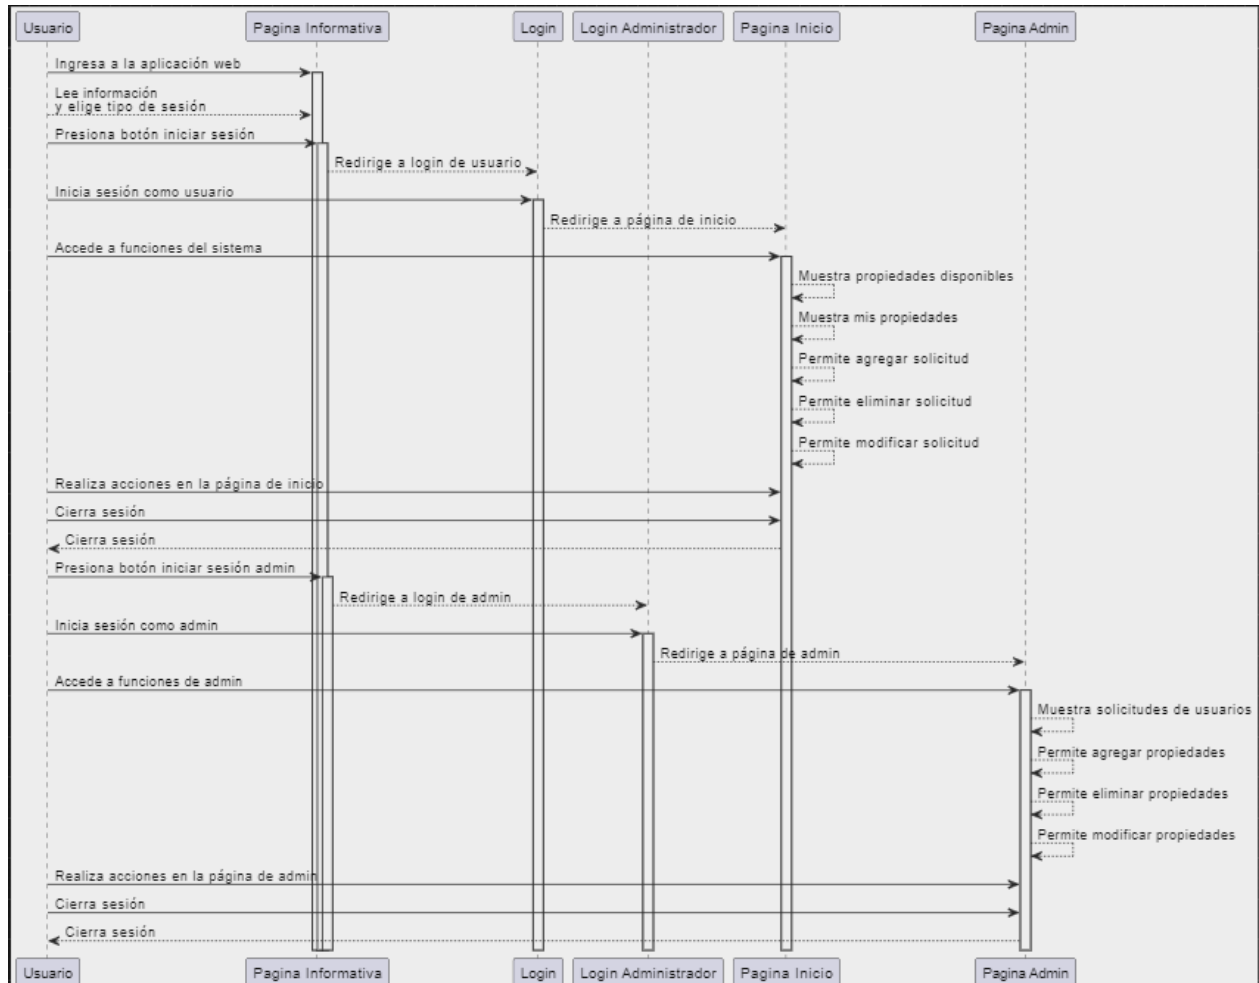 Usuario
Pagina Informativa
Login
Login Administrador
Pagina Inicio
Pagina Admin
Ingresa a la aplicación web
Lee información
y elige tipo de sesión
Presiona botón iniciar sesión
Redirige a login de usuario
Inicia sesión como usuario
Redirige a página de inicio
Accede a funciones del sistema
Muestra propiedades disponibles
Muestra mis propiedades
Permite agregar solicitud
Permite eliminar solicitud
Permite modificar solicitud
Realiza acciones en la página de inicio
Cierra sesión
Cierra sesión
Presiona botón iniciar sesión admin
Redirige a login de admin
Inicia sesión como admin
Redirige a página de admin
Accede a funciones de admin
Muestra solicitudes de usuarios
Permite agregar propiedades
Permite eliminar propiedades
Permite modificar propiedades
Realiza acciones en la página de admin
Cierra sesión
Cierra sesión
Usuario
Pagina Informativa
Login
Login Administrador
Pagina Inicio
Pagina Admin